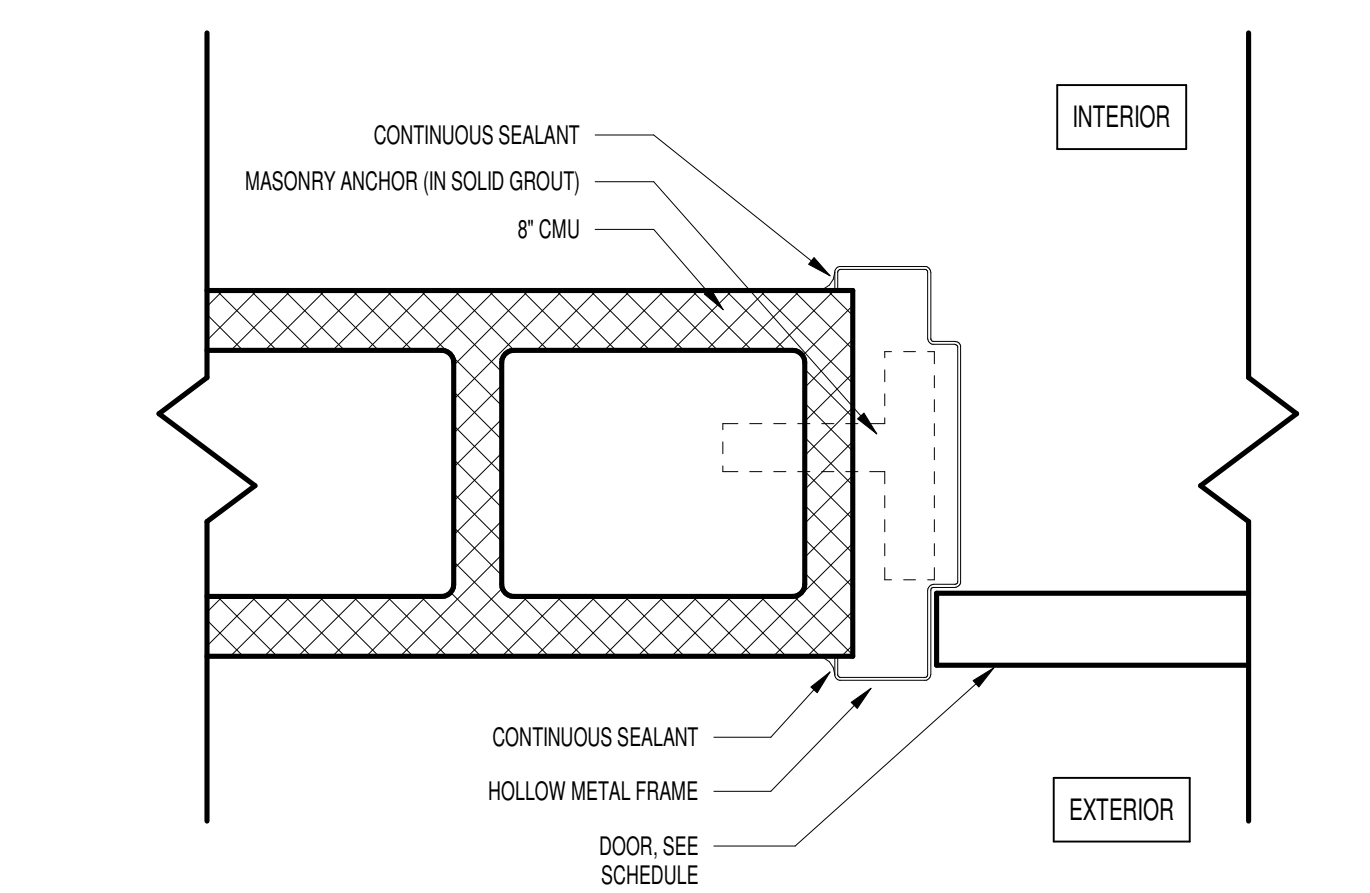 INTERIOR
CONTINUOUS SEALANT
MASONRY ANCHOR (IN SOLID GROUT)
8" CMU
CONTINUOUS SEALANT
HOLLOW METAL FRAME
EXTERIOR
DOOR, SEE
SCHEDULE